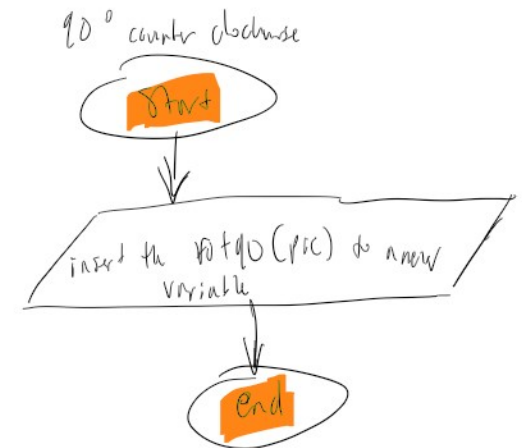 90° counter clockwise
Start
insert the rot90(pic) to a new
variable
end